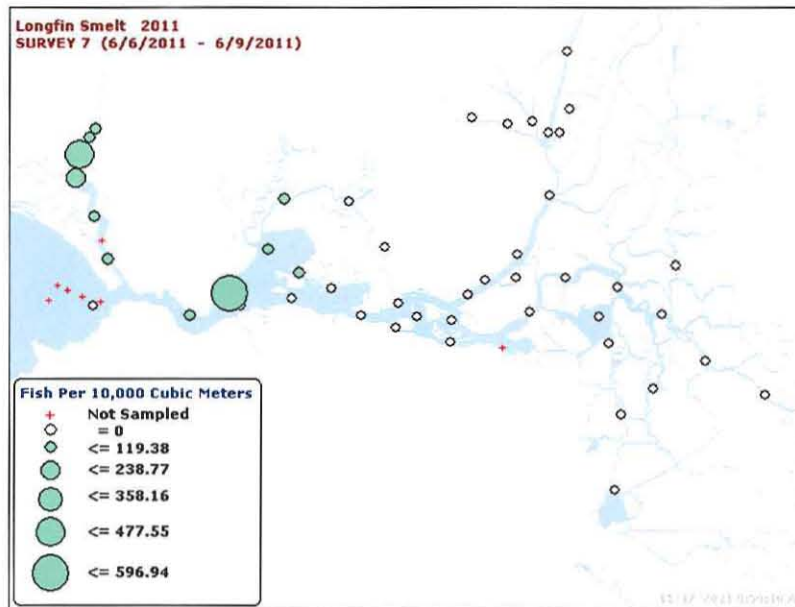 Longfin Smelt 2011
SURVEY 7 (6/6/2011 - 6/9/2011)
Fish Per 10,000 Cubic Meters
Not Sampled
= 0
<= 119.38
<= 238.77
<= 358.16
<= 477.55
<= 596.94